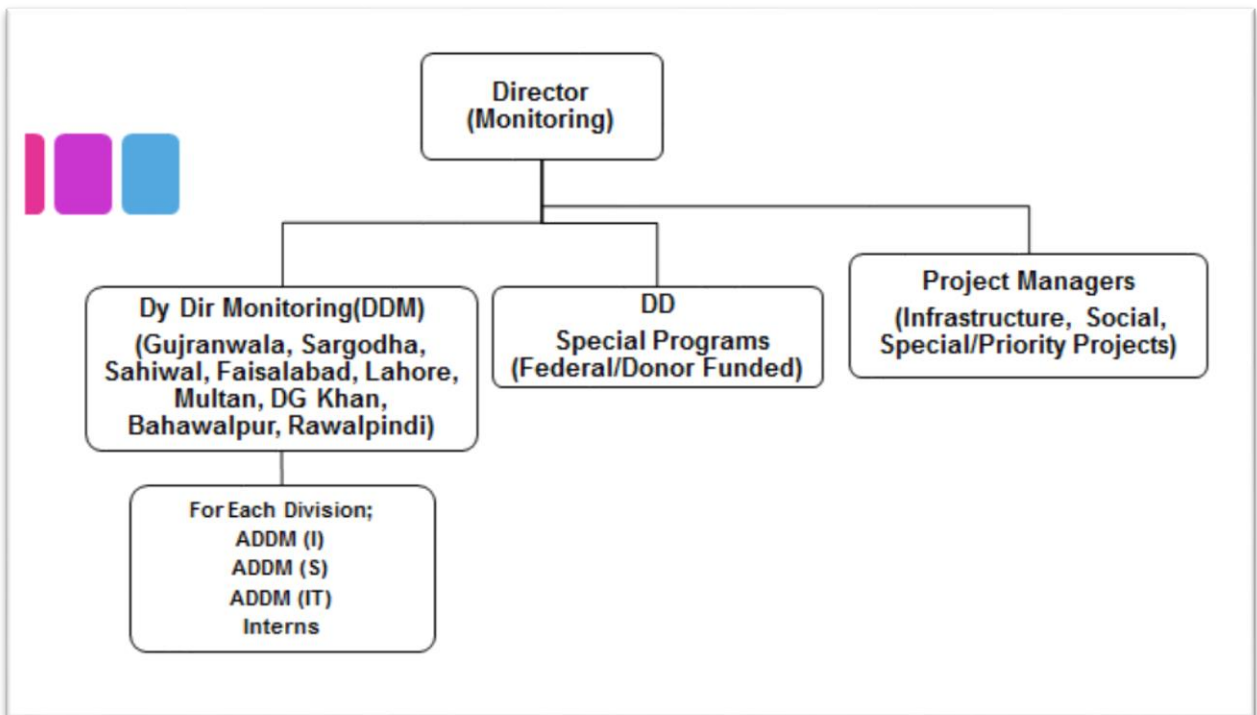 Director
(Monitoring)
Dy Dir Monitoring(DDM)
(Gujranwala, Sargodha,
Sahiwal, Faisalabad, Lahore,
Multan, DG Khan,
Bahawalpur, Rawalpindi)
DD
Special Programs
(Federal/Donor Funded)
Project Managers
(Infrastructure, Social,
Special/Priority Projects)
For Each Division;
ADDM (I)
ADDM (S)
ADDM (IT)
Interns